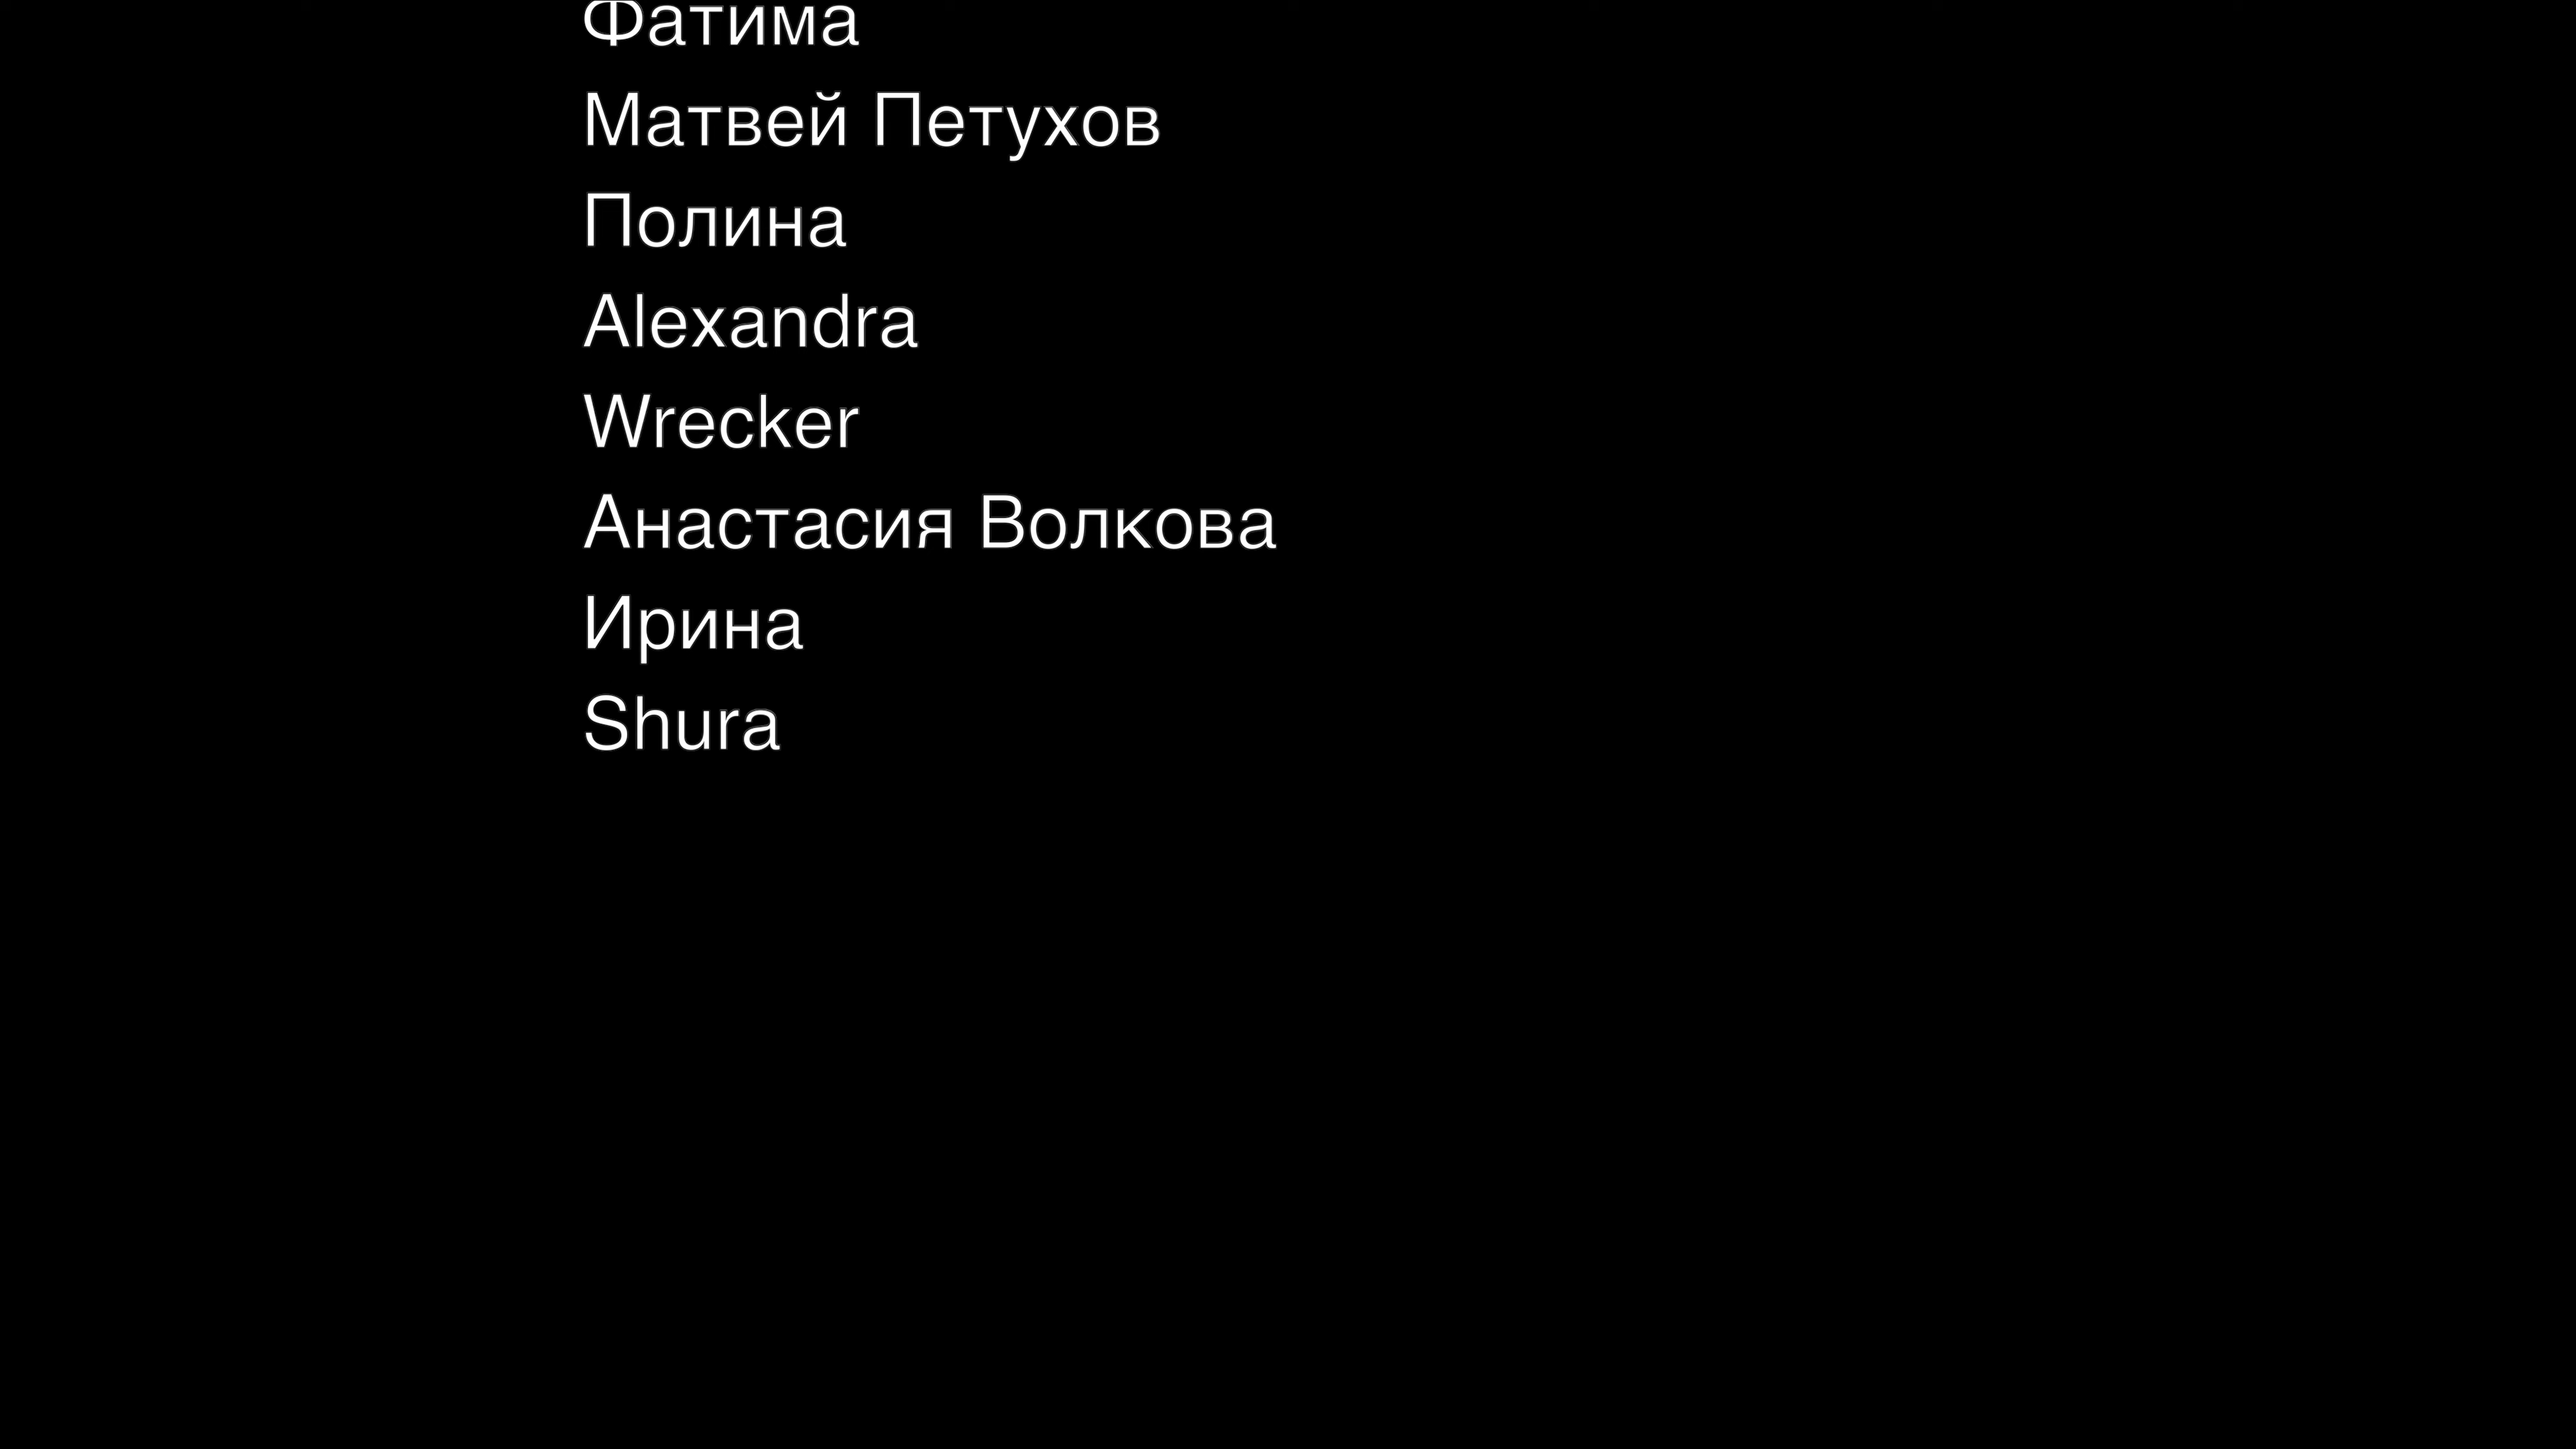 Фатима
Матвей Петухов
Полина
Alexandra
Wrecker
Анастасия Волкова
Ирина
Shura